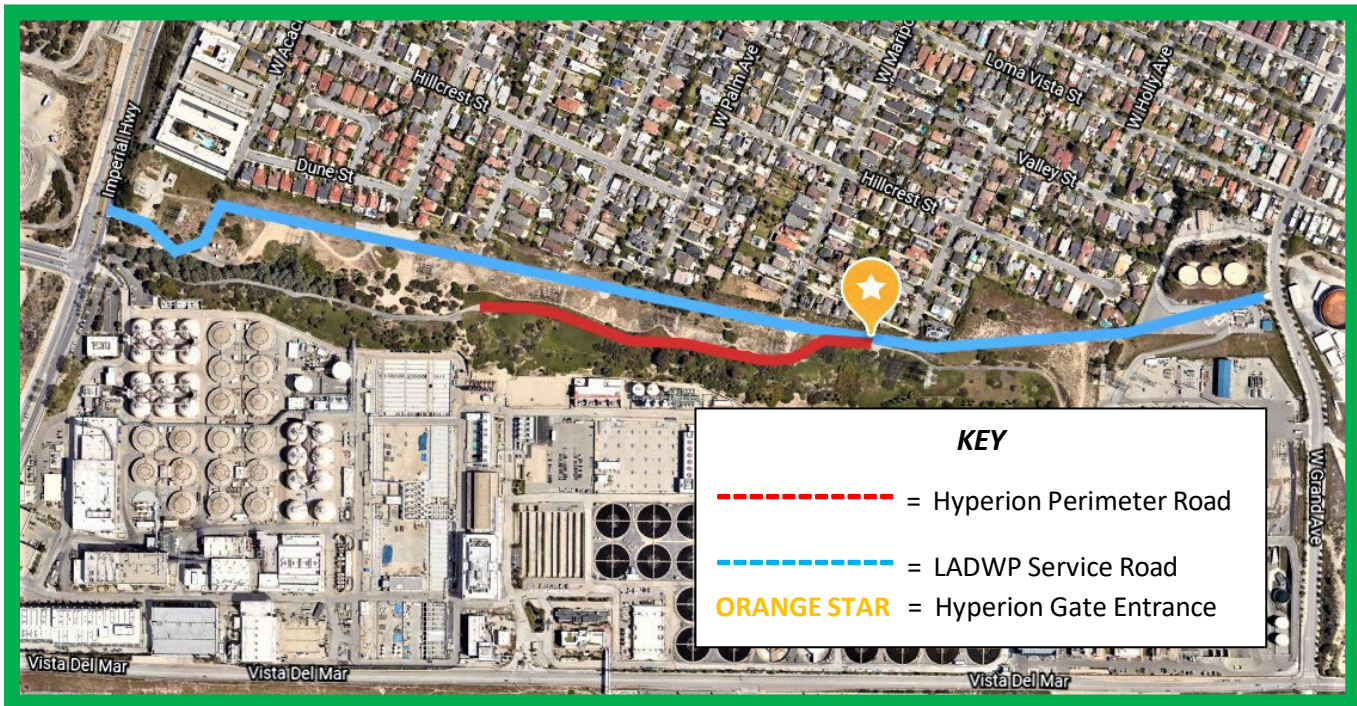 W Acac
Imperial Hwy
Hillcrest St
Dune St
W Palm Ave
W Maripo
Loma Vista St
W Holly Ave
Valley St
Hillcrest St
KEY
= Hyperion Perimeter Road
= LADWP Service Road
ORANGE STAR = Hyperion Gate Entrance
W Grand Ave
Vista Del Mar
Vista Del Mar
Vista Del Mar